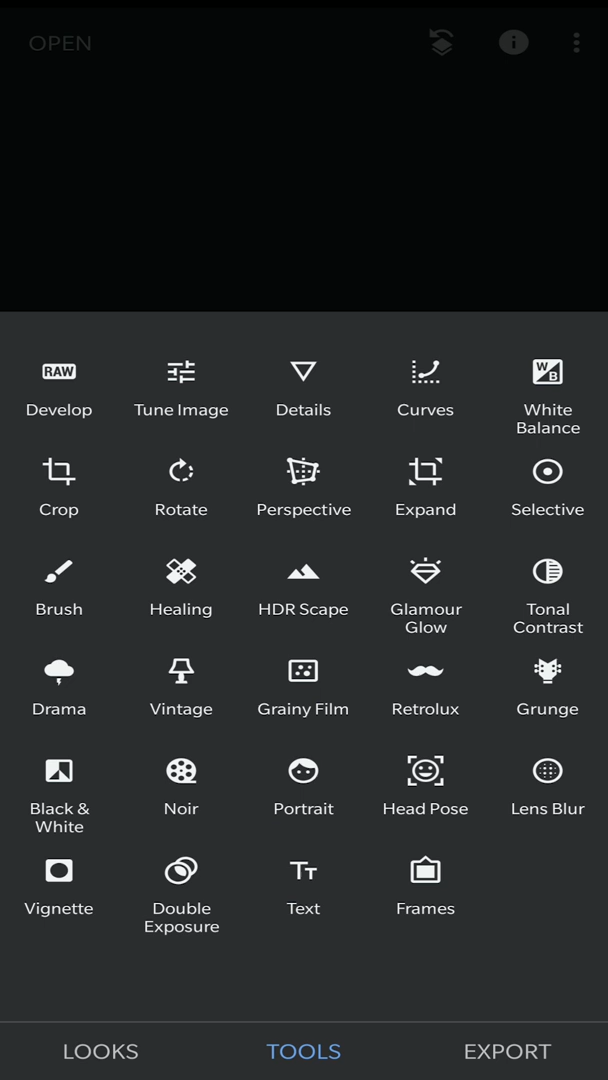 OPEN
RAW
W
B
Develop
Tune Image
Details
Curves
White
Balance
Crop
Rotate
Perspective
Expand
Selective
Brush
Healing
HDR Scape
Glamour
Glow
Tonal
Contrast
Drama
Vintage
Grainy Film
Retrolux
Grunge
Black &
White
Noir
Portrait
Head Pose
Lens Blur
TT
Vignette
Double
Exposure
Text
Frames
LOOKS
TOOLS
EXPORT